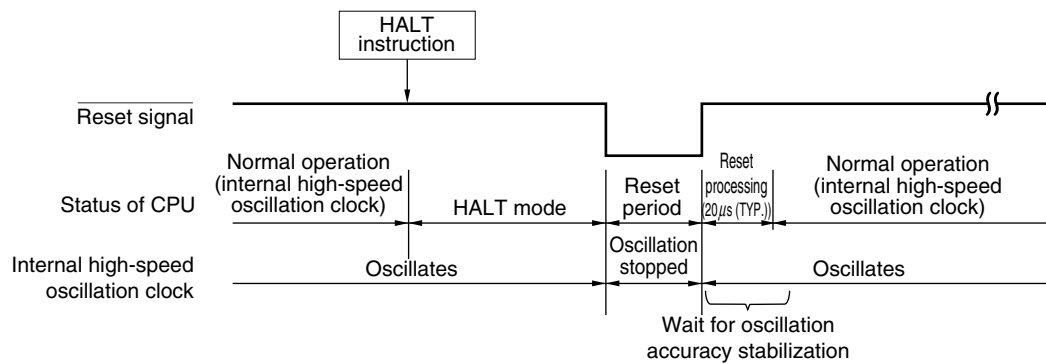 HALT
instruction
Reset signal
Normal operation
(internal high-speed
oscillation clock)
Status of CPU
HALT mode
Reset
period
Reset
processing
(20μs (TYP.))
Normal operation
(internal high-speed
oscillation clock)
Internal high-speed
oscillation clock
Oscillates
Oscillation
stopped
Oscillates
Wait for oscillation
accuracy stabilization